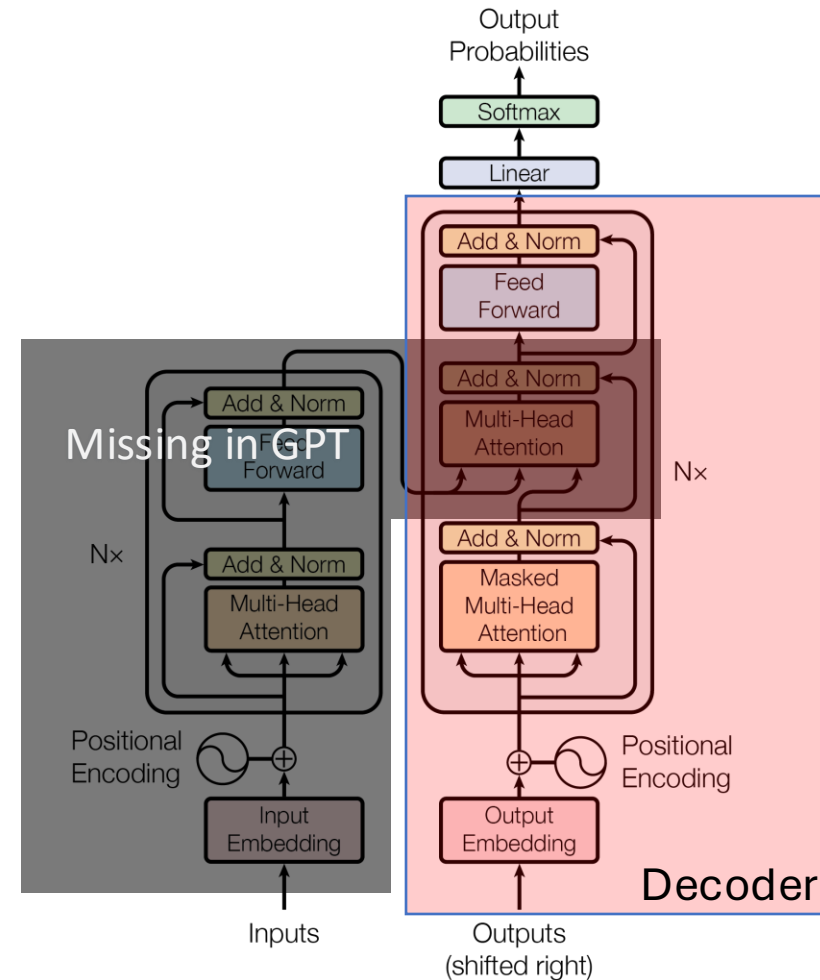 Output
Probabilities
Softmax
Linear
Add & Norm
Feed
Forward
Add & Norm
Multi-Head
Attention
Add & Norm
Masked
Multi-Head
Attention
N×
Positional
Encoding
Output
Embedding
Decoder
Outputs
(shifted right)
Missing in GPT
Add & Norm
Feed
Forward
Add & Norm
Multi-Head
Attention
N×
Positional
Encoding
Input
Embedding
Inputs